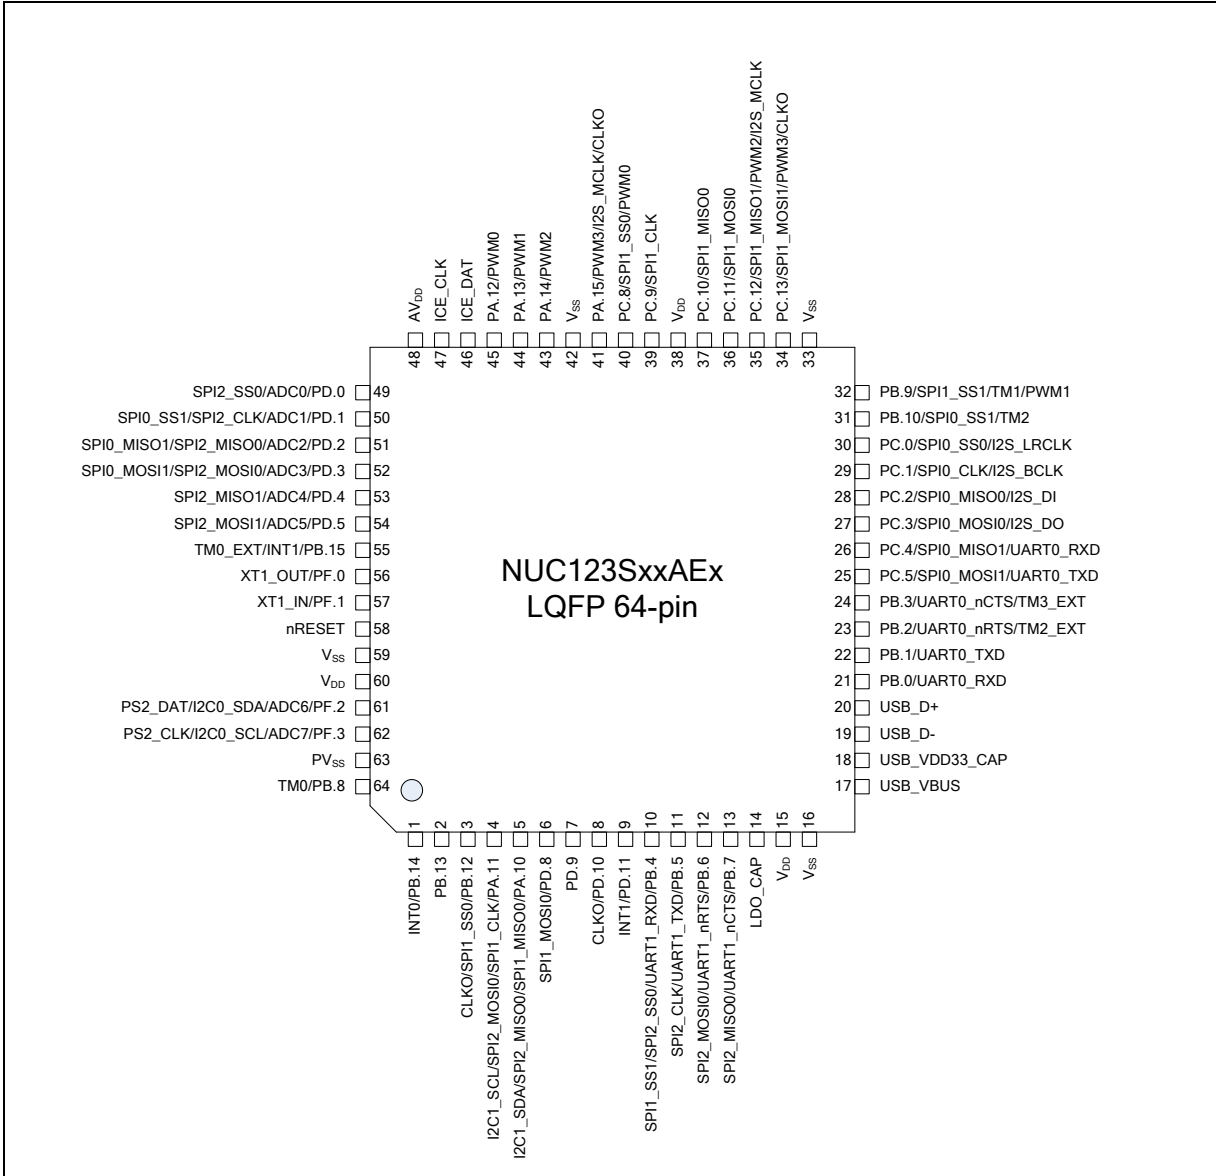 AVDD
ICE_CLK
ICE_DAT
PA.12/PWM0
PA.13/PWM1
PA.14/PWM2
VSS
PA.15/PWM3/I2S_MCLK/CLKO
PC.8/SPI1_SS0/PWM0
PC.9/SPI1_CLK
VDD
PC.10/SPI1_MISO0
PC.11/SPI1_MOSI0
PC.12/SPI1_MISO1/PWM2/I2S_MCLK
PC.13/SPI1_MOSI1/PWM3/CLKO
VSS
48
47
46
45
44
43
42
41
40
39
38
37
36
35
34
33
SPI2_SS0/ADC0/PD.0 49
SPI0_SS1/SPI2_CLK/ADC1/PD.1 50
SPI0_MISO1/SPI2_MISO0/ADC2/PD.2 51
SPI0_MOSI1/SPI2_MOSI0/ADC3/PD.3 52
SPI2_MISO1/ADC4/PD.4 53
SPI2_MOSI1/ADC5/PD.5 54
TM0_EXT/INT1/PB.15 55
XT1_OUT/PF.0 56
XT1_IN/PF.1 57
nRESET 58
VSS 59
VDD 60
PS2_DAT/I2C0_SDA/ADC6/PF.2 61
PS2_CLK/I2C0_SCL/ADC7/PF.3 62
PVSS 63
TM0/PB.8 64
NUC123SxxAEx
LQFP 64-pin
32 PB.9/SPI1_SS1/TM1/PWM1
31 PB.10/SPI0_SS1/TM2
30 PC.0/SPI0_SS0/I2S_LRCLK
29 PC.1/SPI0_CLK/I2S_BCLK
28 PC.2/SPI0_MISO0/I2S_DI
27 PC.3/SPI0_MOSI0/I2S_DO
26 PC.4/SPI0_MISO1/UART0_RXD
25 PC.5/SPI0_MOSI1/UART0_TXD
24 PB.3/UART0_nCTS/TM3_EXT
23 PB.2/UART0_nRTS/TM2_EXT
22 PB.1/UART0_TXD
21 PB.0/UART0_RXD
20 USB_D+
19 USB_D-
18 USB_VDD33_CAP
17 USB_VBUS
1
2
3
4
5
6
7
8
9
10
11
12
13
14
15
16
INT0/PB.14
PB.13
CLKO/SPI1_SS0/PB.12
I2C1_SCL/SPI2_MOSI0/SPI1_CLK/PA.11
I2C1_SDA/SPI2_MISO0/SPI1_MISO0/PA.10
SPI1_MOSI0/PD.8
PD.9
CLKO/PD.10
INT1/PD.11
SPI1_SS1/SPI2_SS0/UART1_RXD/PB.4
SPI2_CLK/UART1_TXD/PB.5
SPI2_MOSI0/UART1_nRTS/PB.6
SPI2_MISO0/UART1_nCTS/PB.7
LDO_CAP
VDD
VSS